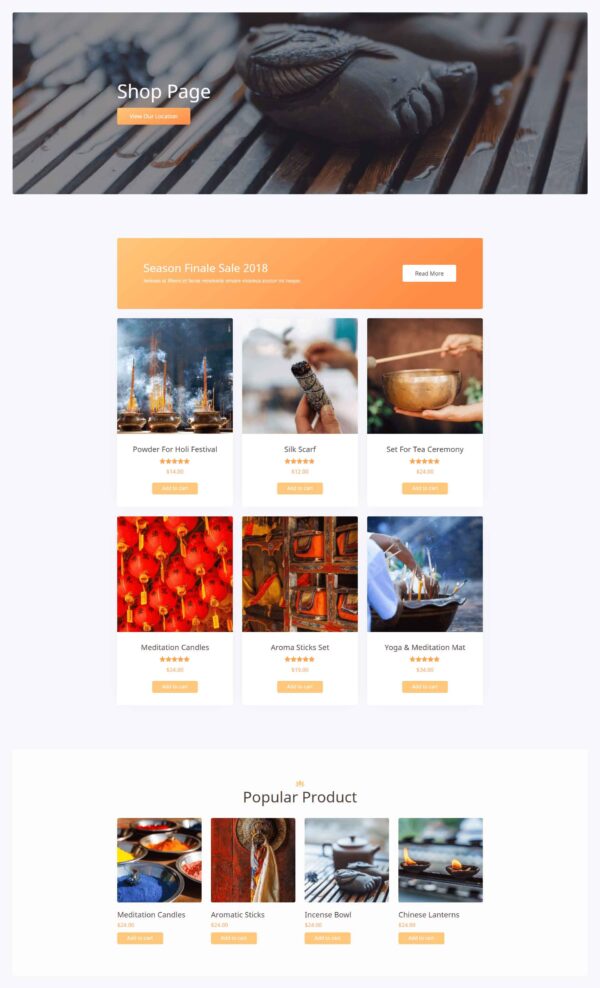 Shop Page
View Our Location
Season Finale Sale 2018
Read More
Powder For Holi Festival
$14.00
Add to cart
Silk Scarf
$12.00
Add to cart
Set For Tea Ceremony
$24.00
Add to cart
Meditation Candles
$24.00
Add to cart
Aroma Sticks Set
$19.00
Add to cart
Yoga & Meditation Mat
Add to cart
Popular Product
Meditation Candles
$24.00
Add to cart
Aromatic Sticks
$24.00
Add to cart
Incense Bowl
$24.00
Add to cart
Chinese Lanterns
$24.00
Add to cart